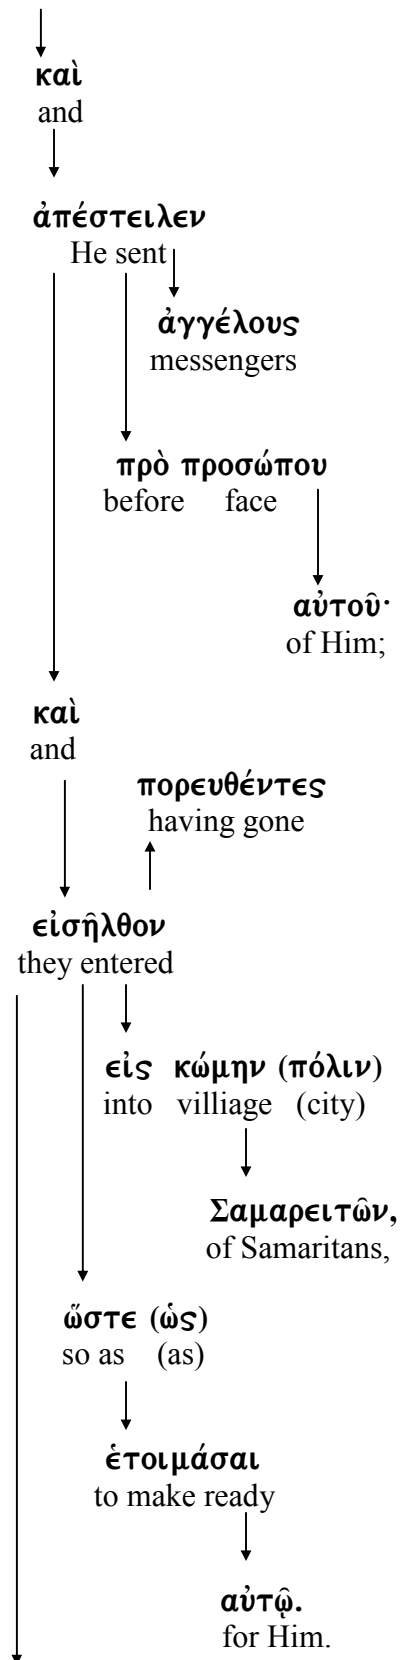 καὶ
and
ἀπέστειλεν
He sent
ἀγγέλους
messengers
πρὸ προσώπου
before face
αὐτοῦ·
of Him;
καὶ
and
πορευθέντες
having gone
εἰσῆλθον
they entered
εἰς κώμην (πόλιν)
into villiage (city)
Σαμαρειτῶν,
of Samaritans,
ὥστε (ὡς)
so as (as)
ἑτοιμάσαι
to make ready
αὐτῷ.
for Him.